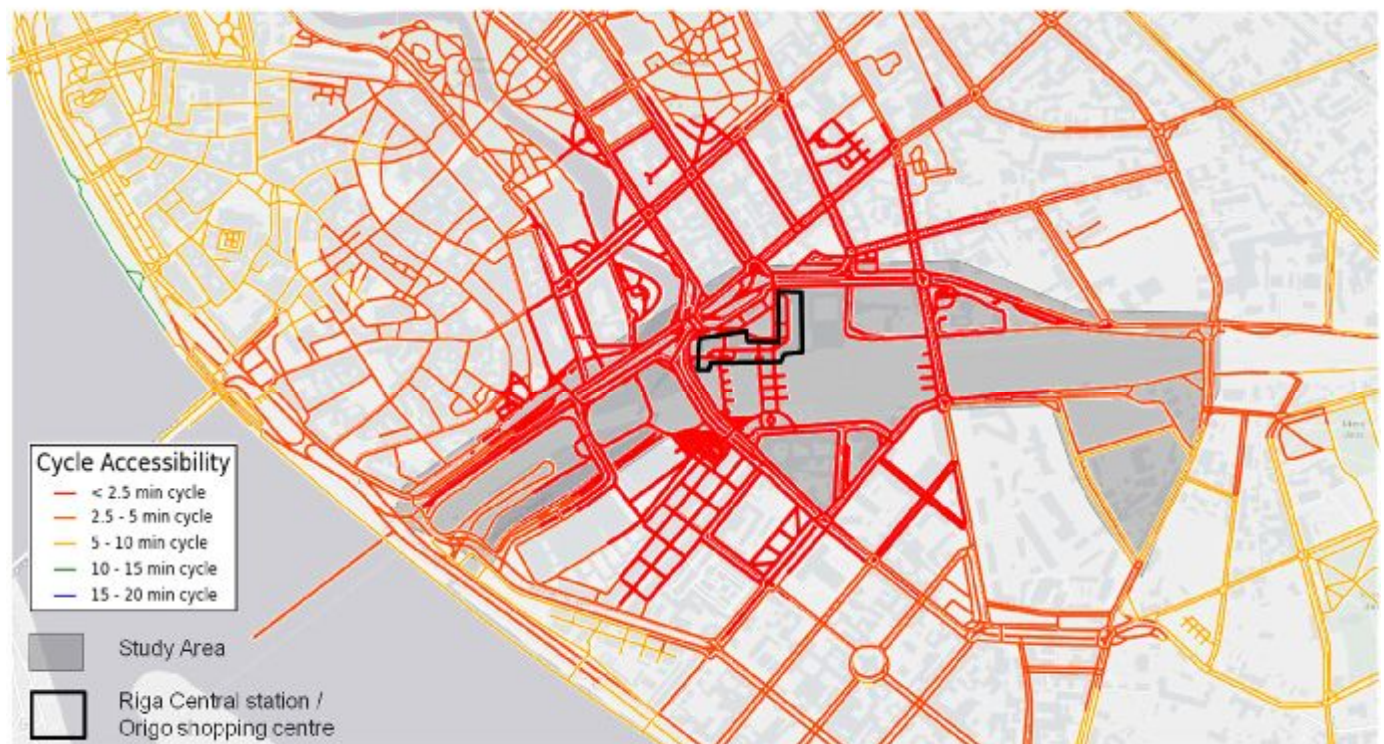 Cycle Accessibility
< 2.5 min cycle
2.5 - 5 min cycle
5 - 10 min cycle
10 - 15 min cycle
15 - 20 min cycle
Study Area
Riga Central station /
Origo shopping centre